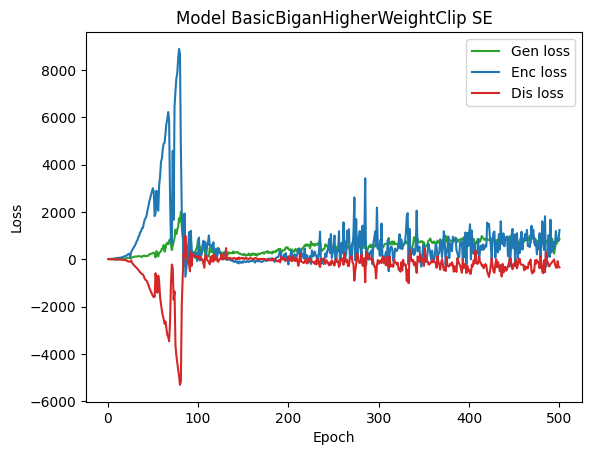 Model BasicBiganHigherWeightClip SE
Gen loss
Enc loss
Dis loss
8000
6000
4000
2000
0
−2000
−4000
−6000
Loss
0 100 200 300 400 500
Epoch